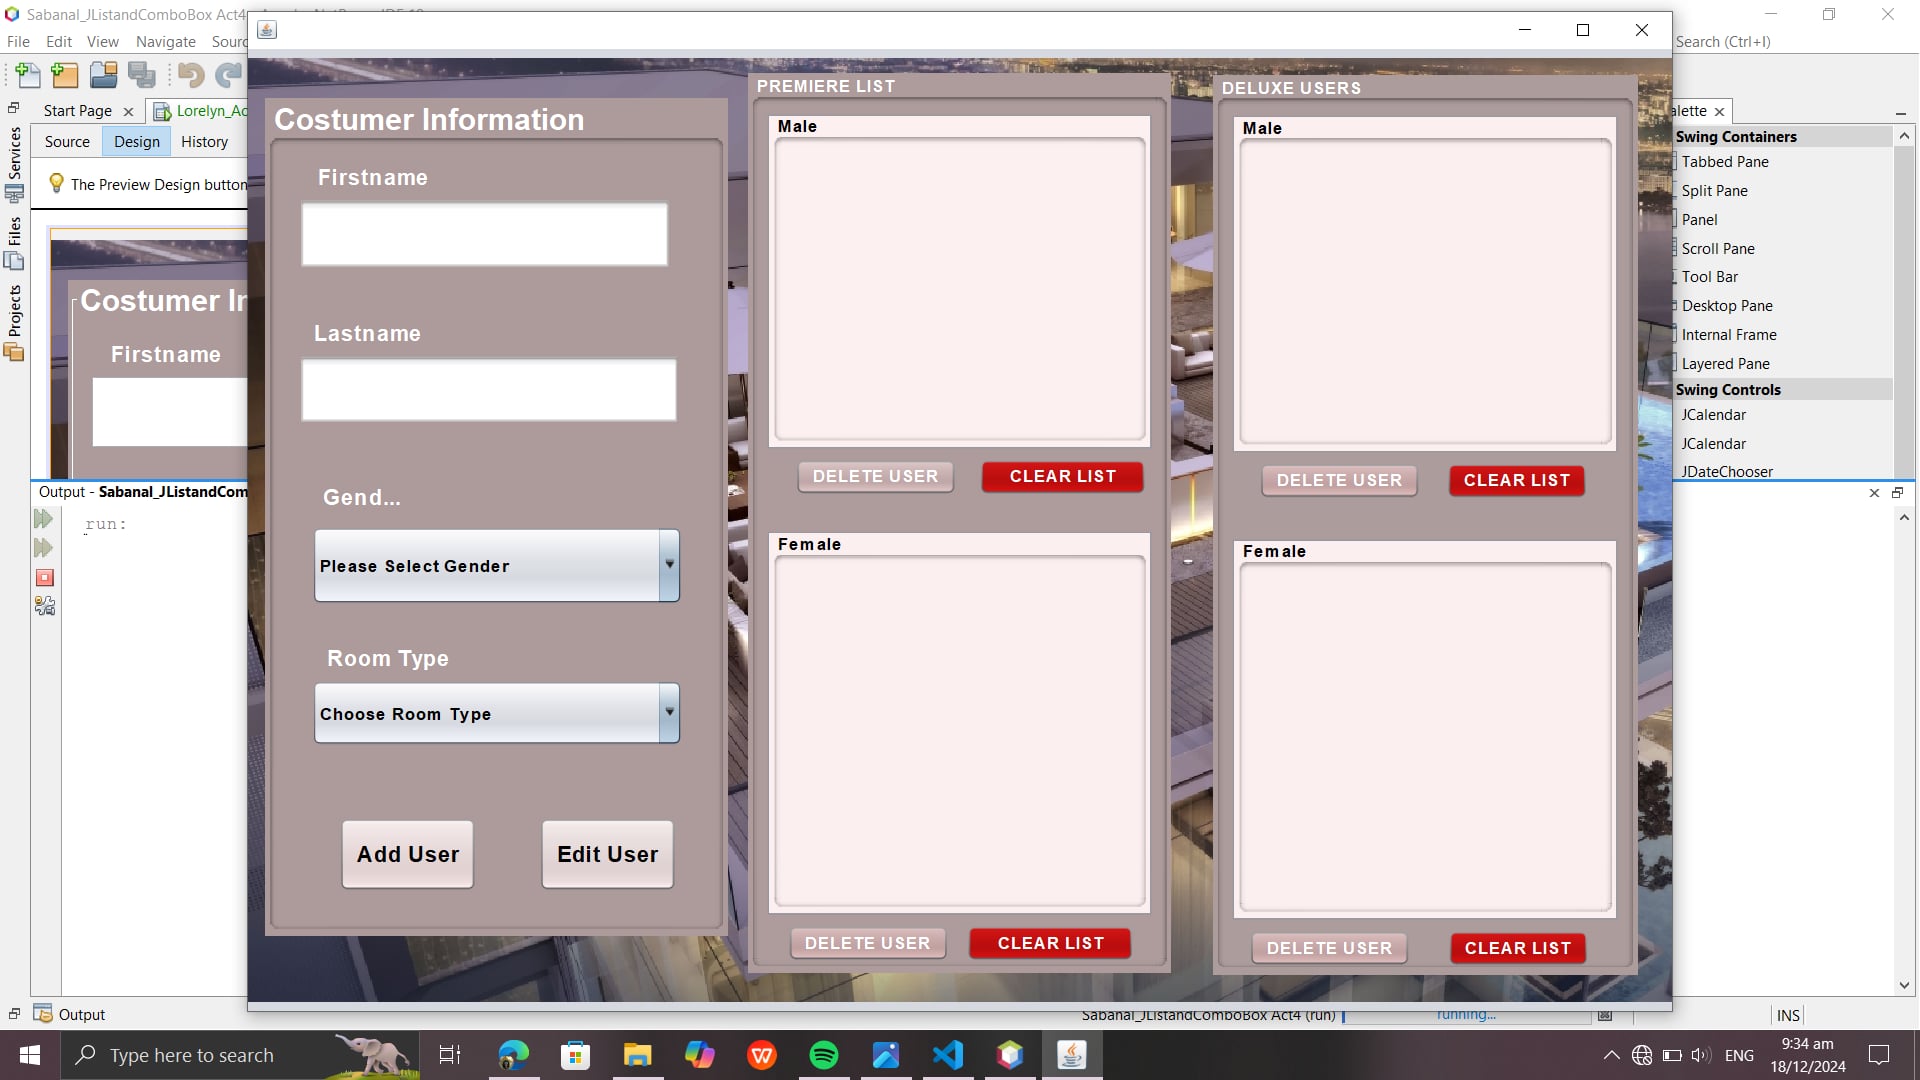 Sabanal_JListandComboBox Act4
File Edit View Navigate Sourc
Search (Ctrl+I)
Start Page
Lorelyn_Ac
Source Design History
The Preview Design button
Services
Files
Projects
Costumer In
Firstname
Output - Sabanal_JListandCom
run:
Costumer Information
Firstname
Lastname
Gend...
Please Select Gender
Room Type
Choose Room Type
Add User
Edit User
PREMIERE LIST
Male
DELETE USER
CLEAR LIST
Female
DELETE USER
CLEAR LIST
DELUXE USERS
Male
DELETE USER
CLEAR LIST
Female
DELETE USER
CLEAR LIST
alette
Swing Containers
Tabbed Pane
Split Pane
Panel
Scroll Pane
Tool Bar
Desktop Pane
Internal Frame
Layered Pane
Swing Controls
JCalendar
JCalendar
JDateChooser
Output
Sabanal_JListandComboBox Act4 (run)
running...
INS
Type here to search
ENG
9:34 am
18/12/2024